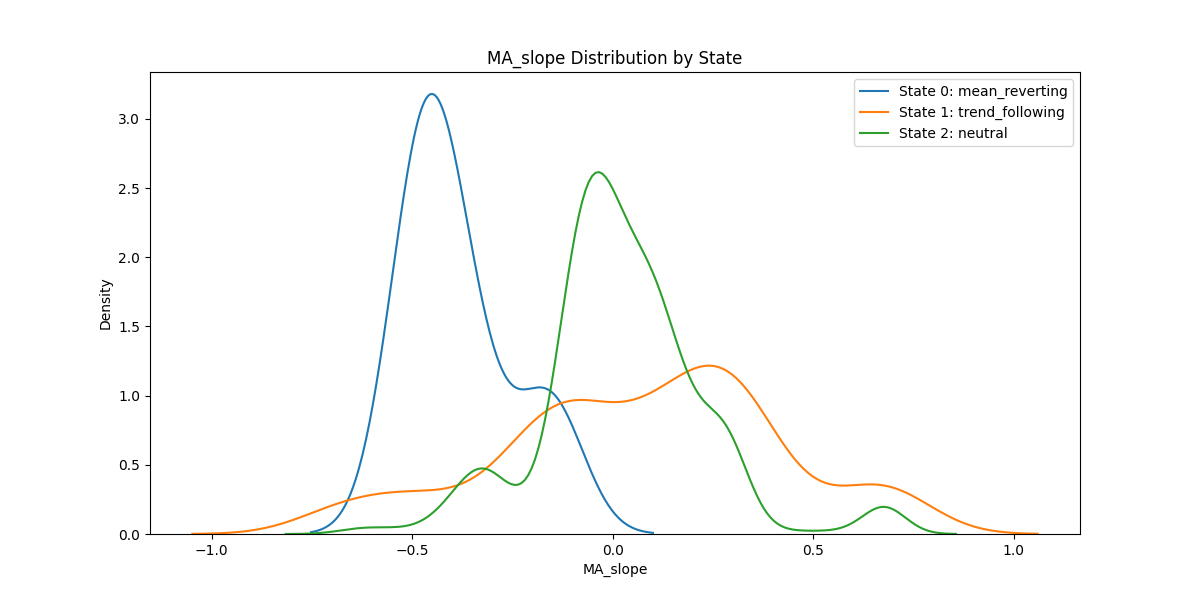 MA_slope Distribution by State
State 0: mean_reverting
State 1: trend_following
State 2: neutral
Density
3.0
2.5
2.0
1.5
1.0
0.5
0.0
−1.0 −0.5 0.0 0.5 1.0
MA_slope